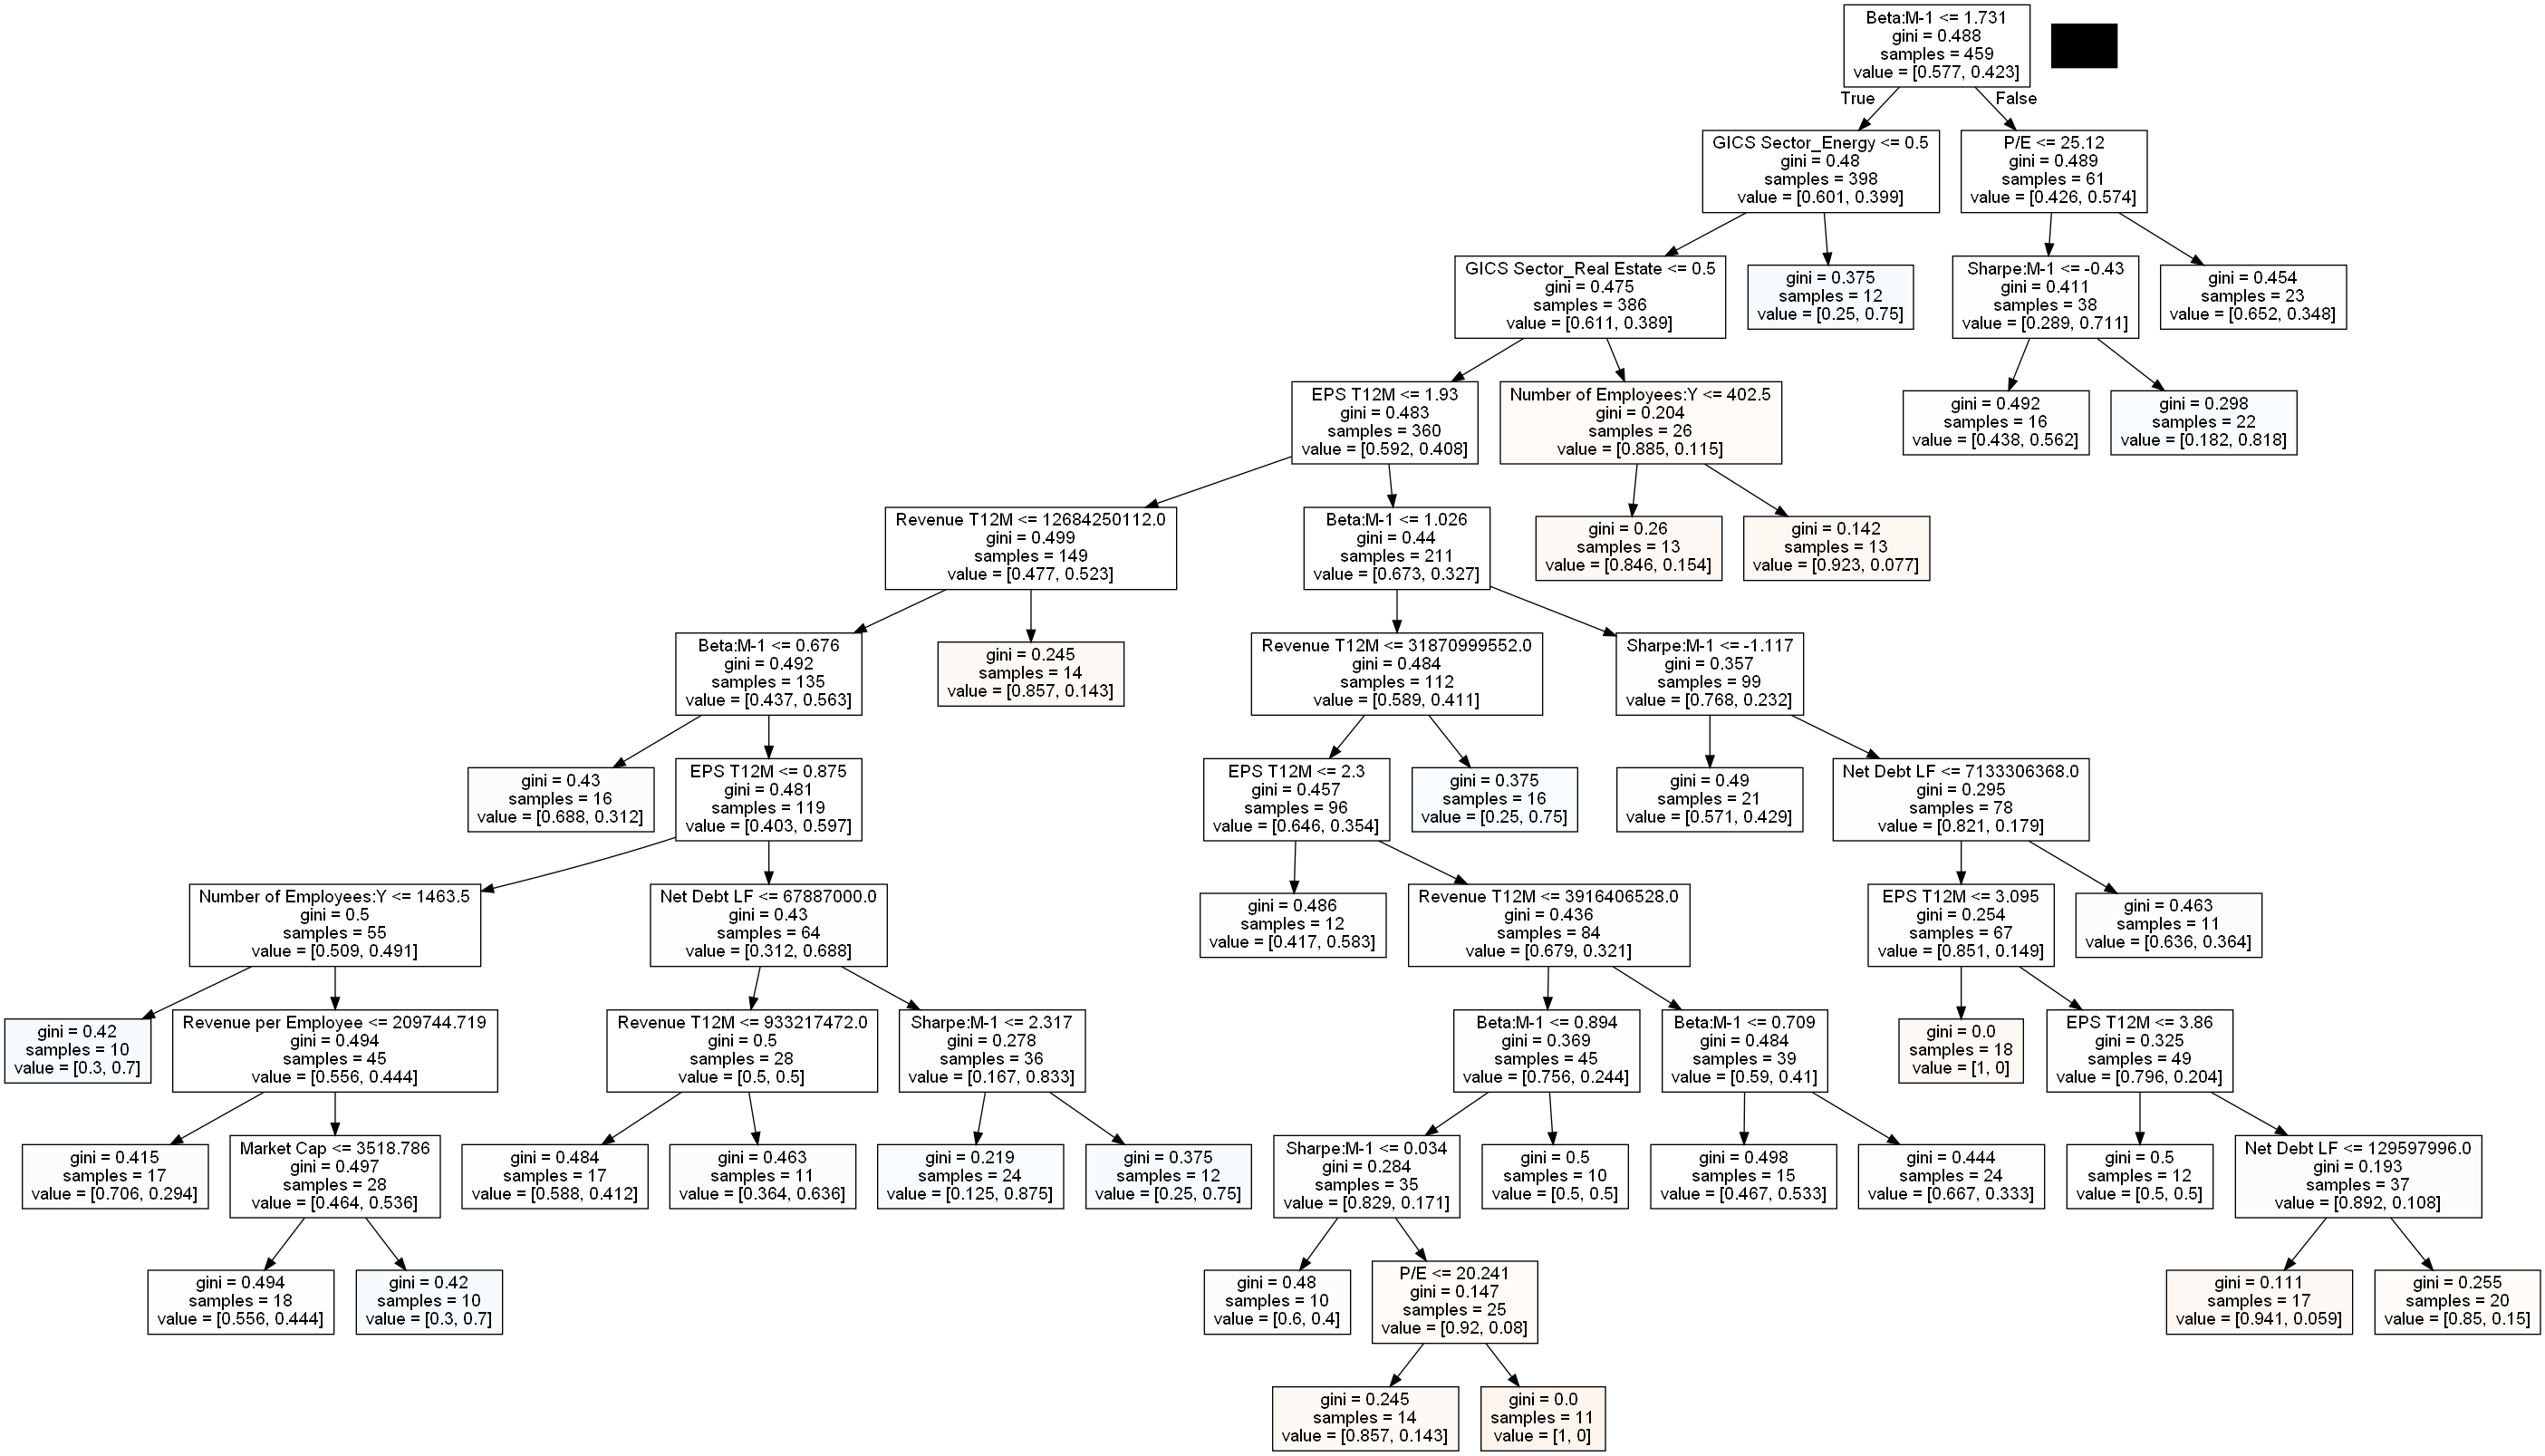 Beta:M-1 <= 1.731
gini = 0.488
samples = 459
value = [0.577, 0.423]
True
False
GICS Sector_Energy <= 0.5
gini = 0.48
samples = 398
value = [0.601, 0.399]
P/E <= 25.12
gini = 0.489
samples = 61
value = [0.426, 0.574]
GICS Sector_Real Estate <= 0.5
gini = 0.475
samples = 386
value = [0.611, 0.389]
gini = 0.375
samples = 12
value = [0.25, 0.75]
Sharpe:M-1 <= -0.43
gini = 0.411
samples = 38
value = [0.289, 0.711]
gini = 0.454
samples = 23
value = [0.652, 0.348]
EPS T12M <= 1.93
gini = 0.483
samples = 360
value = [0.592, 0.408]
Number of Employees:Y <= 402.5
gini = 0.204
samples = 26
value = [0.885, 0.115]
gini = 0.492
samples = 16
value = [0.438, 0.562]
gini = 0.298
samples = 22
value = [0.182, 0.818]
Revenue T12M <= 12684250112.0
gini = 0.499
samples = 149
value = [0.477, 0.523]
Beta:M-1 <= 1.026
gini = 0.44
samples = 211
value = [0.673, 0.327]
gini = 0.26
samples = 13
value = [0.846, 0.154]
gini = 0.142
samples = 13
value = [0.923, 0.077]
Beta:M-1 <= 0.676
gini = 0.492
samples = 135
value = [0.437, 0.563]
gini = 0.245
samples = 14
value = [0.857, 0.143]
Revenue T12M <= 31870999552.0
gini = 0.484
samples = 112
value = [0.589, 0.411]
Sharpe:M-1 <= -1.117
gini = 0.357
samples = 99
value = [0.768, 0.232]
gini = 0.43
samples = 16
value = [0.688, 0.312]
EPS T12M <= 0.875
gini = 0.481
samples = 119
value = [0.403, 0.597]
EPS T12M <= 2.3
gini = 0.457
samples = 96
value = [0.646, 0.354]
gini = 0.375
samples = 16
value = [0.25, 0.75]
gini = 0.49
samples = 21
value = [0.571, 0.429]
Net Debt LF <= 7133306368.0
gini = 0.295
samples = 78
value = [0.821, 0.179]
Number of Employees:Y <= 1463.5
gini = 0.5
samples = 55
value = [0.509, 0.491]
Net Debt LF <= 67887000.0
gini = 0.43
samples = 64
value = [0.312, 0.688]
gini = 0.486
samples = 12
value = [0.417, 0.583]
Revenue T12M <= 3916406528.0
gini = 0.436
samples = 84
value = [0.679, 0.321]
EPS T12M <= 3.095
gini = 0.254
samples = 67
value = [0.851, 0.149]
gini = 0.463
samples = 11
value = [0.636, 0.364]
gini = 0.42
samples = 10
value = [0.3, 0.7]
Revenue per Employee <= 209744.719
gini = 0.494
samples = 45
value = [0.556, 0.444]
Revenue T12M <= 933217472.0
gini = 0.5
samples = 28
value = [0.5, 0.5]
Sharpe:M-1 <= 2.317
gini = 0.278
samples = 36
value = [0.167, 0.833]
Beta:M-1 <= 0.894
gini = 0.369
samples = 45
value = [0.756, 0.244]
Beta:M-1 <= 0.709
gini = 0.484
samples = 39
value = [0.59, 0.41]
gini = 0.0
samples = 18
value = [1, 0]
EPS T12M <= 3.86
gini = 0.325
samples = 49
value = [0.796, 0.204]
gini = 0.415
samples = 17
value = [0.706, 0.294]
Market Cap <= 3518.786
gini = 0.497
samples = 28
value = [0.464, 0.536]
gini = 0.484
samples = 17
value = [0.588, 0.412]
gini = 0.463
samples = 11
value = [0.364, 0.636]
gini = 0.219
samples = 24
value = [0.125, 0.875]
gini = 0.375
samples = 12
value = [0.25, 0.75]
Sharpe:M-1 <= 0.034
gini = 0.284
samples = 35
value = [0.829, 0.171]
gini = 0.5
samples = 10
value = [0.5, 0.5]
gini = 0.498
samples = 15
value = [0.467, 0.533]
gini = 0.444
samples = 24
value = [0.667, 0.333]
gini = 0.5
samples = 12
value = [0.5, 0.5]
Net Debt LF <= 129597996.0
gini = 0.193
samples = 37
value = [0.892, 0.108]
gini = 0.494
samples = 18
value = [0.556, 0.444]
gini = 0.42
samples = 10
value = [0.3, 0.7]
gini = 0.48
samples = 10
value = [0.6, 0.4]
P/E <= 20.241
gini = 0.147
samples = 25
value = [0.92, 0.08]
gini = 0.111
samples = 17
value = [0.941, 0.059]
gini = 0.255
samples = 20
value = [0.85, 0.15]
gini = 0.245
samples = 14
value = [0.857, 0.143]
gini = 0.0
samples = 11
value = [1, 0]